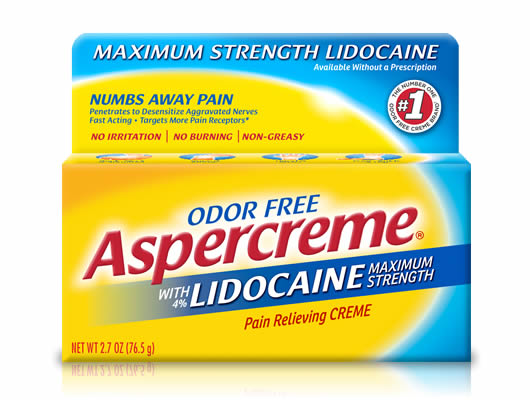 MAXIMUM STRENGTH LIDOCAINE
Available Without a Prescription
NUMBS AWAY PAIN
Penetrates to Desensitize Aggravated Nerves
Fast Acting • Targets More Pain Receptors*
NO IRRITATION | NO BURNING | NON-GREASY
THE NUMBER ONE
#1
ODOR FREE CREME BRAND
ODOR FREE
Aspercreme®
WITH 4% LIDOCAINE MAXIMUM STRENGTH
Pain Relieving CREME
NET WT 2.7 OZ (76.5 g)